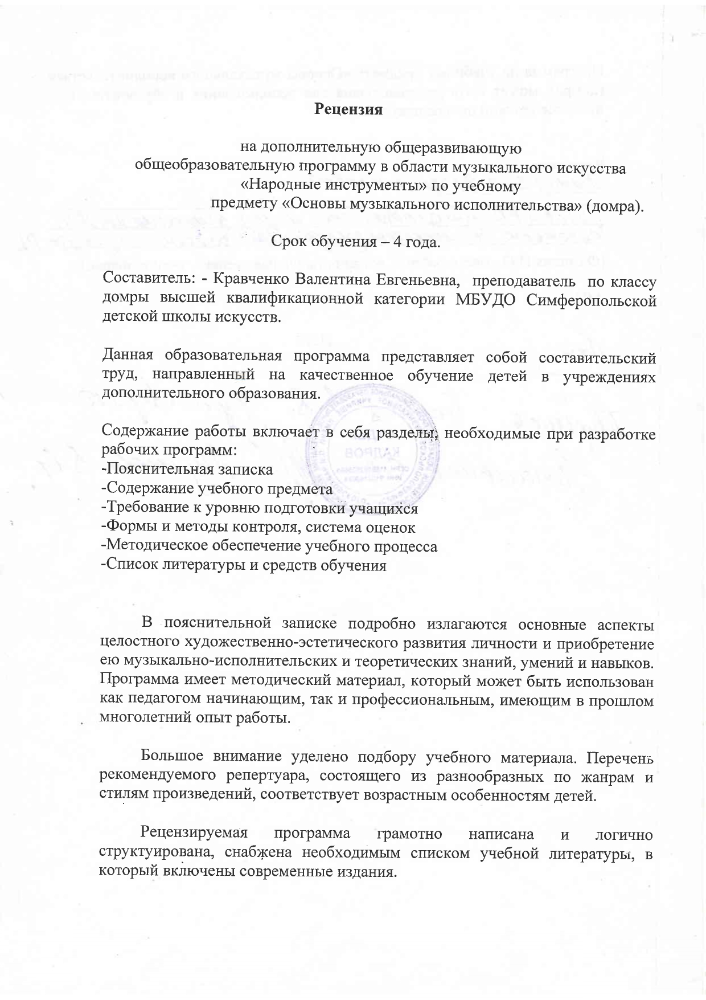 Рецензия
на дополнительную общеразвивающую
общеобразовательную программу в области музыкального искусства
«Народные инструменты» по учебному
предмету «Основы музыкального исполнительства» (домра).
Срок обучения – 4 года.
Составитель: - Кравченко Валентина Евгеньевна, преподаватель по классу
домры высшей квалификационной категории МБУДО Симферопольской
детской школы искусств.
Данная образовательная программа представляет собой составительский
труд, направленный на качественное обучение детей в учреждениях
дополнительного образования.
Содержание работы включает в себя разделы, необходимые при разработке
рабочих программ:
-Пояснительная записка
-Содержание учебного предмета
-Требование к уровню подготовки учащихся
-Формы и методы контроля, система оценок
-Методическое обеспечение учебного процесса
-Список литературы и средств обучения
В пояснительной записке подробно излагаются основные аспекты
целостного художественно-эстетического развития личности и приобретение
ею музыкально-исполнительских и теоретических знаний, умений и навыков.
Программа имеет методический материал, который может быть использован
как педагогом начинающим, так и профессиональным, имеющим в прошлом
многолетний опыт работы.
Большое внимание уделено подбору учебного материала. Перечень
рекомендуемого репертуара, состоящего из разнообразных по жанрам и
стилям произведений, соответствует возрастным особенностям детей.
Рецензируемая программа грамотно написана и логично
структуирована, снабжена необходимым списком учебной литературы, в
который включены современные издания.